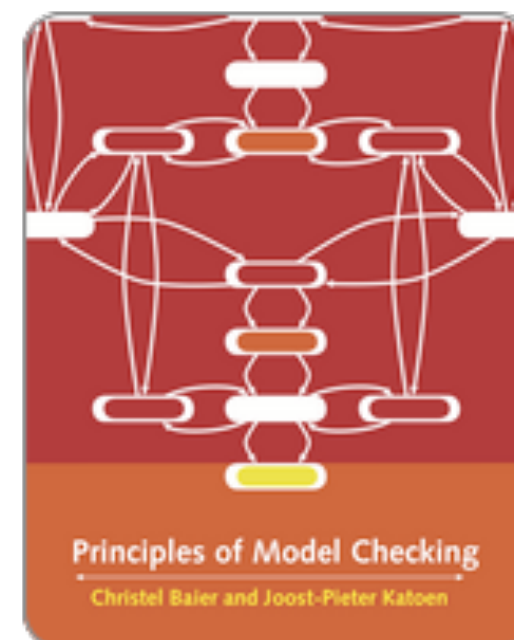 Principles of Model Checking
Christel Baier and Joost-Pieter Katoen